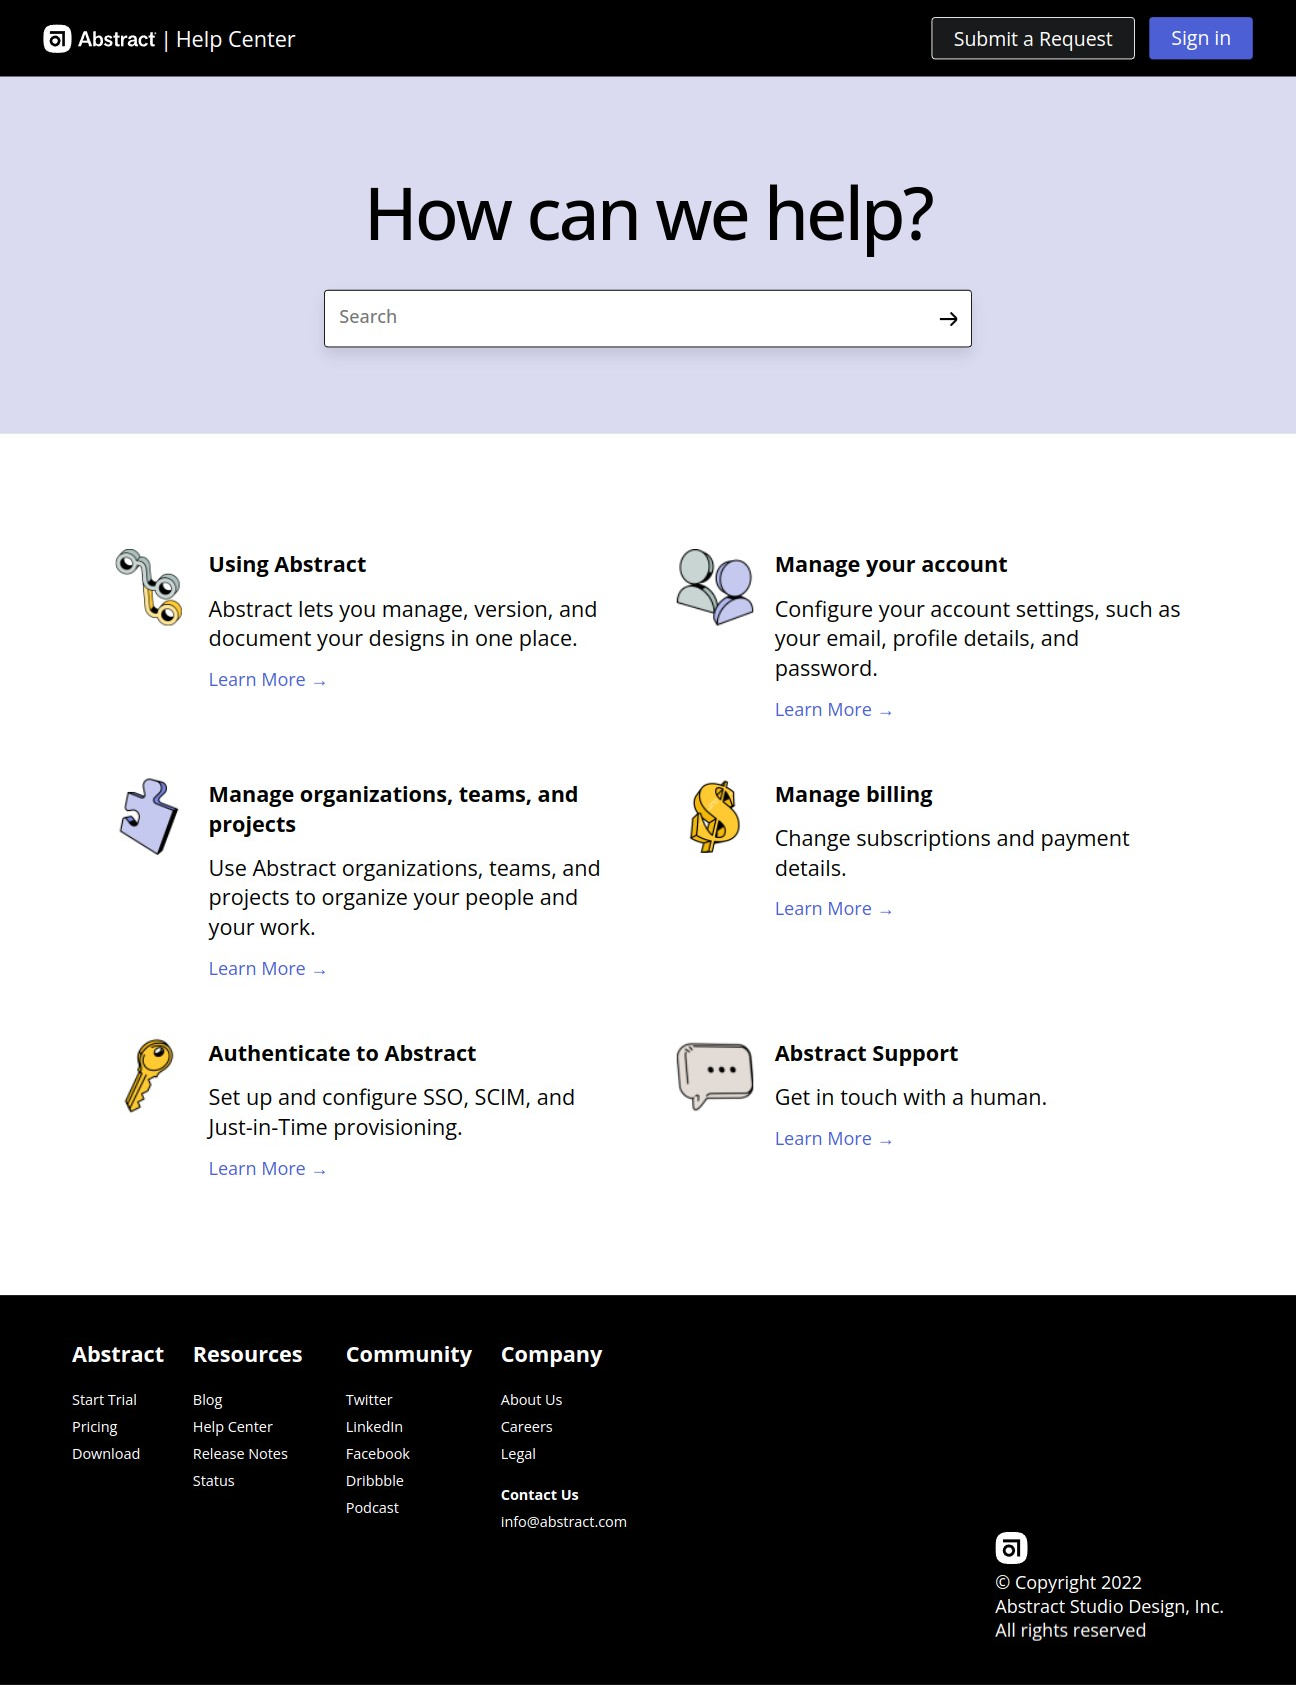 Abstract | Help Center
Submit a Request
Sign in
How can we help?
Search
Using Abstract
Abstract lets you manage, version, and
document your designs in one place.
Learn More →
Manage your account
Configure your account settings, such as
your email, profile details, and
password.
Learn More →
Manage organizations, teams, and
projects
Use Abstract organizations, teams, and
projects to organize your people and
your work.
Learn More →
Manage billing
Change subscriptions and payment
details.
Learn More →
Authenticate to Abstract
Set up and configure SSO, SCIM, and
Just-in-Time provisioning.
Learn More →
Abstract Support
Get in touch with a human.
Learn More →
Abstract
Start Trial
Pricing
Download
Resources
Blog
Help Center
Release Notes
Status
Community
Twitter
LinkedIn
Facebook
Dribbble
Podcast
Company
About Us
Careers
Legal
Contact Us
info@abstract.com
© Copyright 2022
Abstract Studio Design, Inc.
All rights reserved